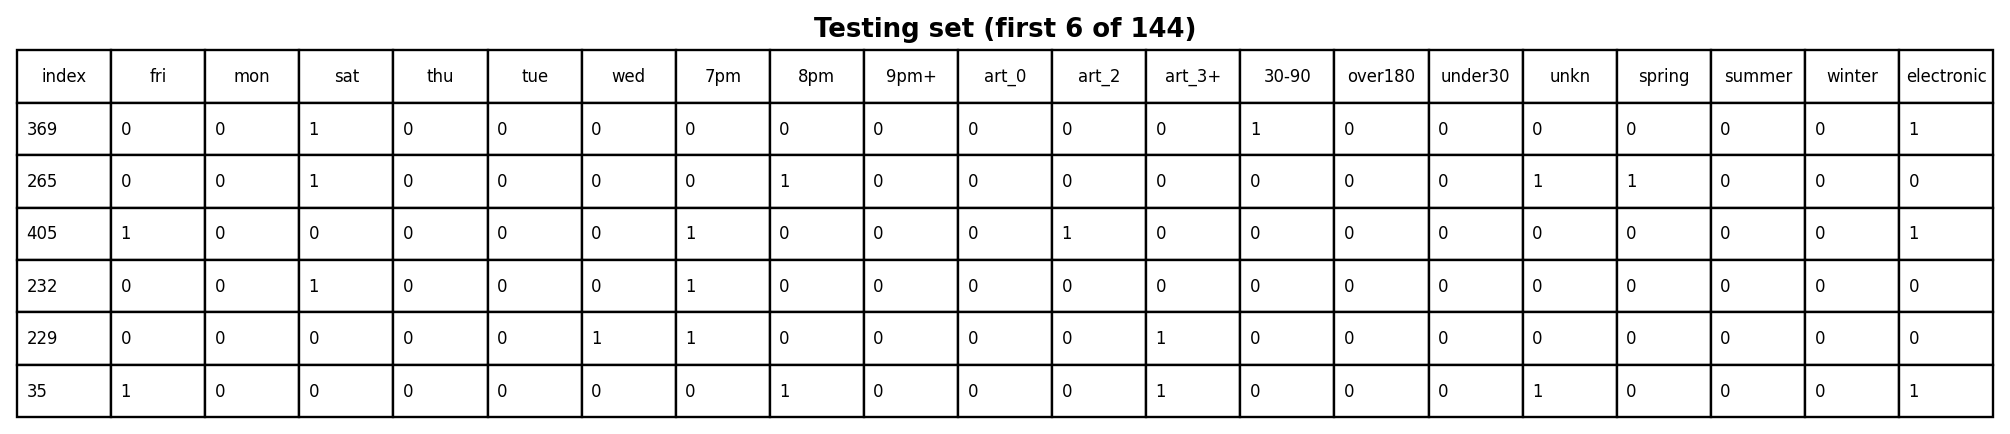 Testing set (first 6 of 144)
index fri mon sat thu tue wed 7pm 8pm 9pm+ art_0 art_2 art_3+ 30-90 over180 under30 unkn spring summer winter electronic
369 0 0 1 0 0 0 0 0 0 0 0 0 1 0 0 0 0 0 0 1
265 0 0 1 0 0 0 0 1 0 0 0 0 0 0 0 1 1 0 0 0
405 1 0 0 0 0 0 1 0 0 0 1 0 0 0 0 0 0 0 0 1
232 0 0 1 0 0 0 1 0 0 0 0 0 0 0 0 0 0 0 0 0
229 0 0 0 0 0 1 1 0 0 0 0 1 0 0 0 0 0 0 0 0
35 1 0 0 0 0 0 0 1 0 0 0 1 0 0 0 1 0 0 0 1